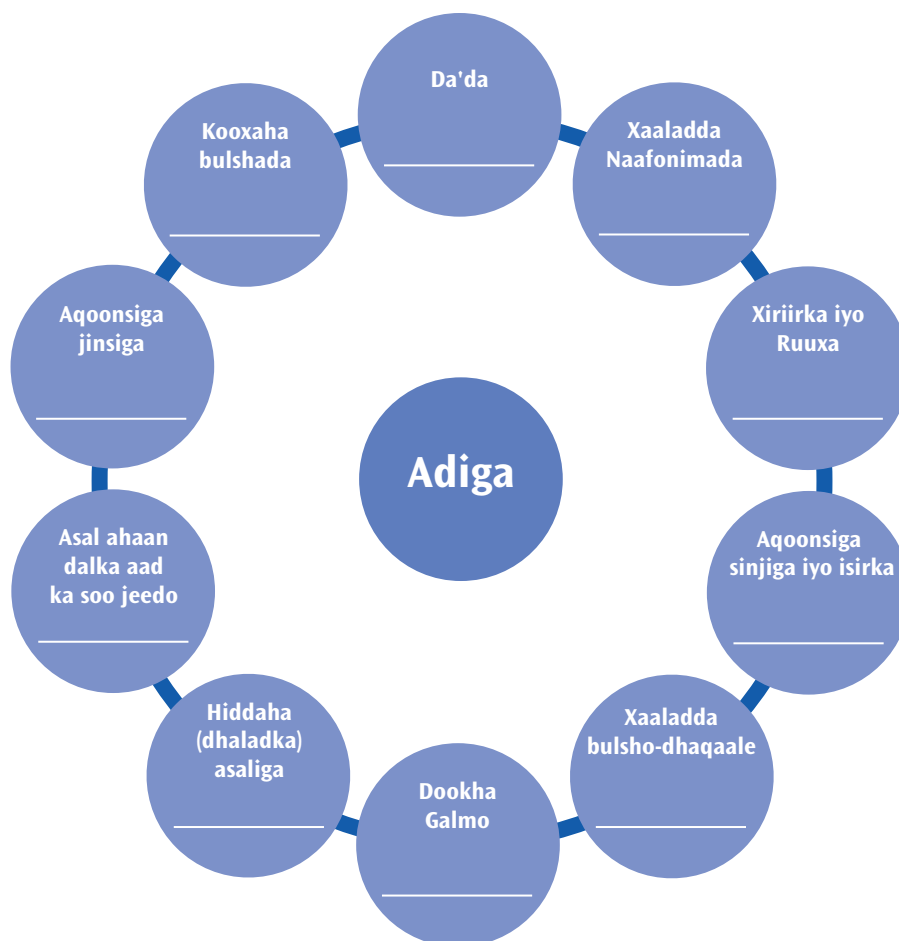 Da'da
Xaaladda
Naafonimada
Xiriirka iyo
Ruuxa
Aqoonsiga
sinjiga iyo isirka
Xaaladda
bulsho-dhaqaale
Dookha
Galmo
Hiddaha
(dhaladka)
asaliga
Asal ahaan
dalka aad
ka soo jeedo
Aqoonsiga
jinsiga
Kooxaha
bulshada
Adiga